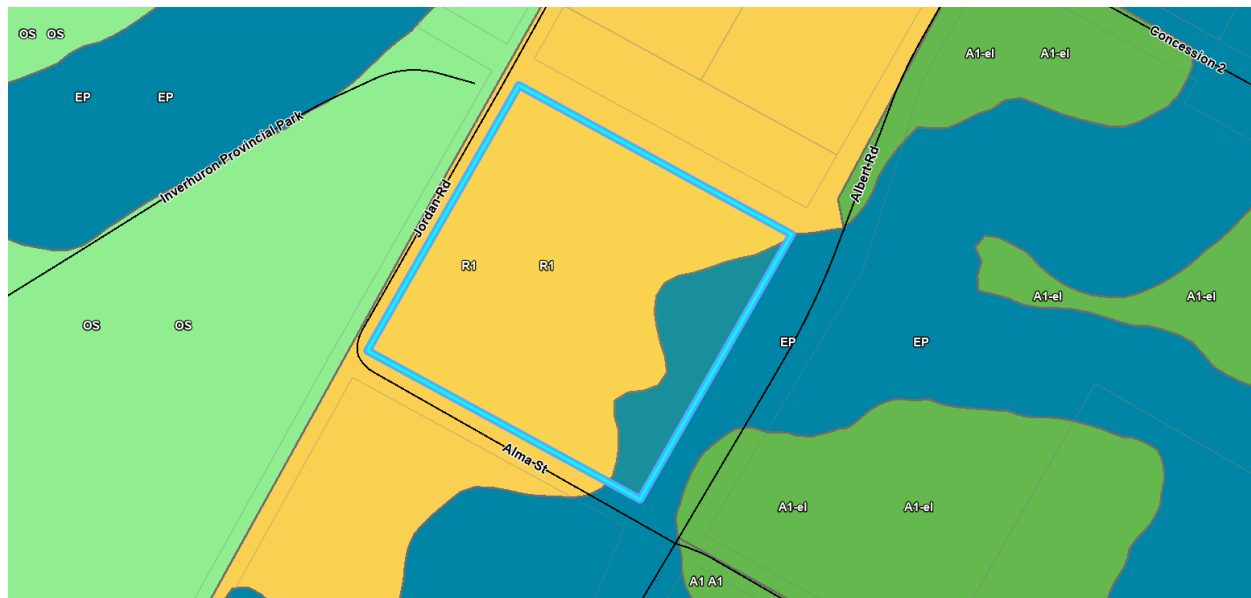 OS OS
A1-el A1-el
Concession 2
EP EP
Inverhuron Provincial Park
Albert Rd
Jordan Rd
R1 R1
A1-el A1-el
OS OS
EP EP
Alma St
A1-el A1-el
A1 A1